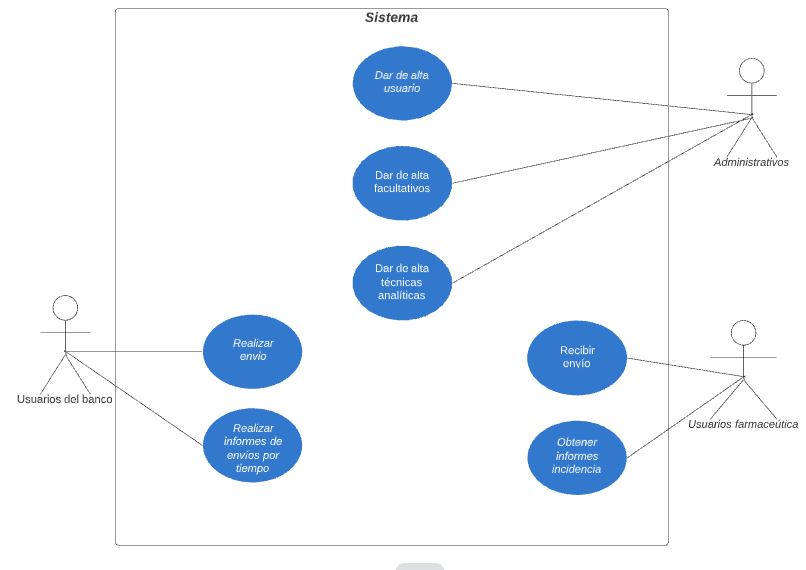 Sistema
Dar de alta
usuario
Dar de alta
facultativos
Dar de alta
técnicas
analíticas
Administrativos
Realizar
envio
Realizar
informes de
envíos por
tiempo
Usuarios del banco
Recibir
envío
Obtener
informes
incidencia
Usuarios farmaceútica